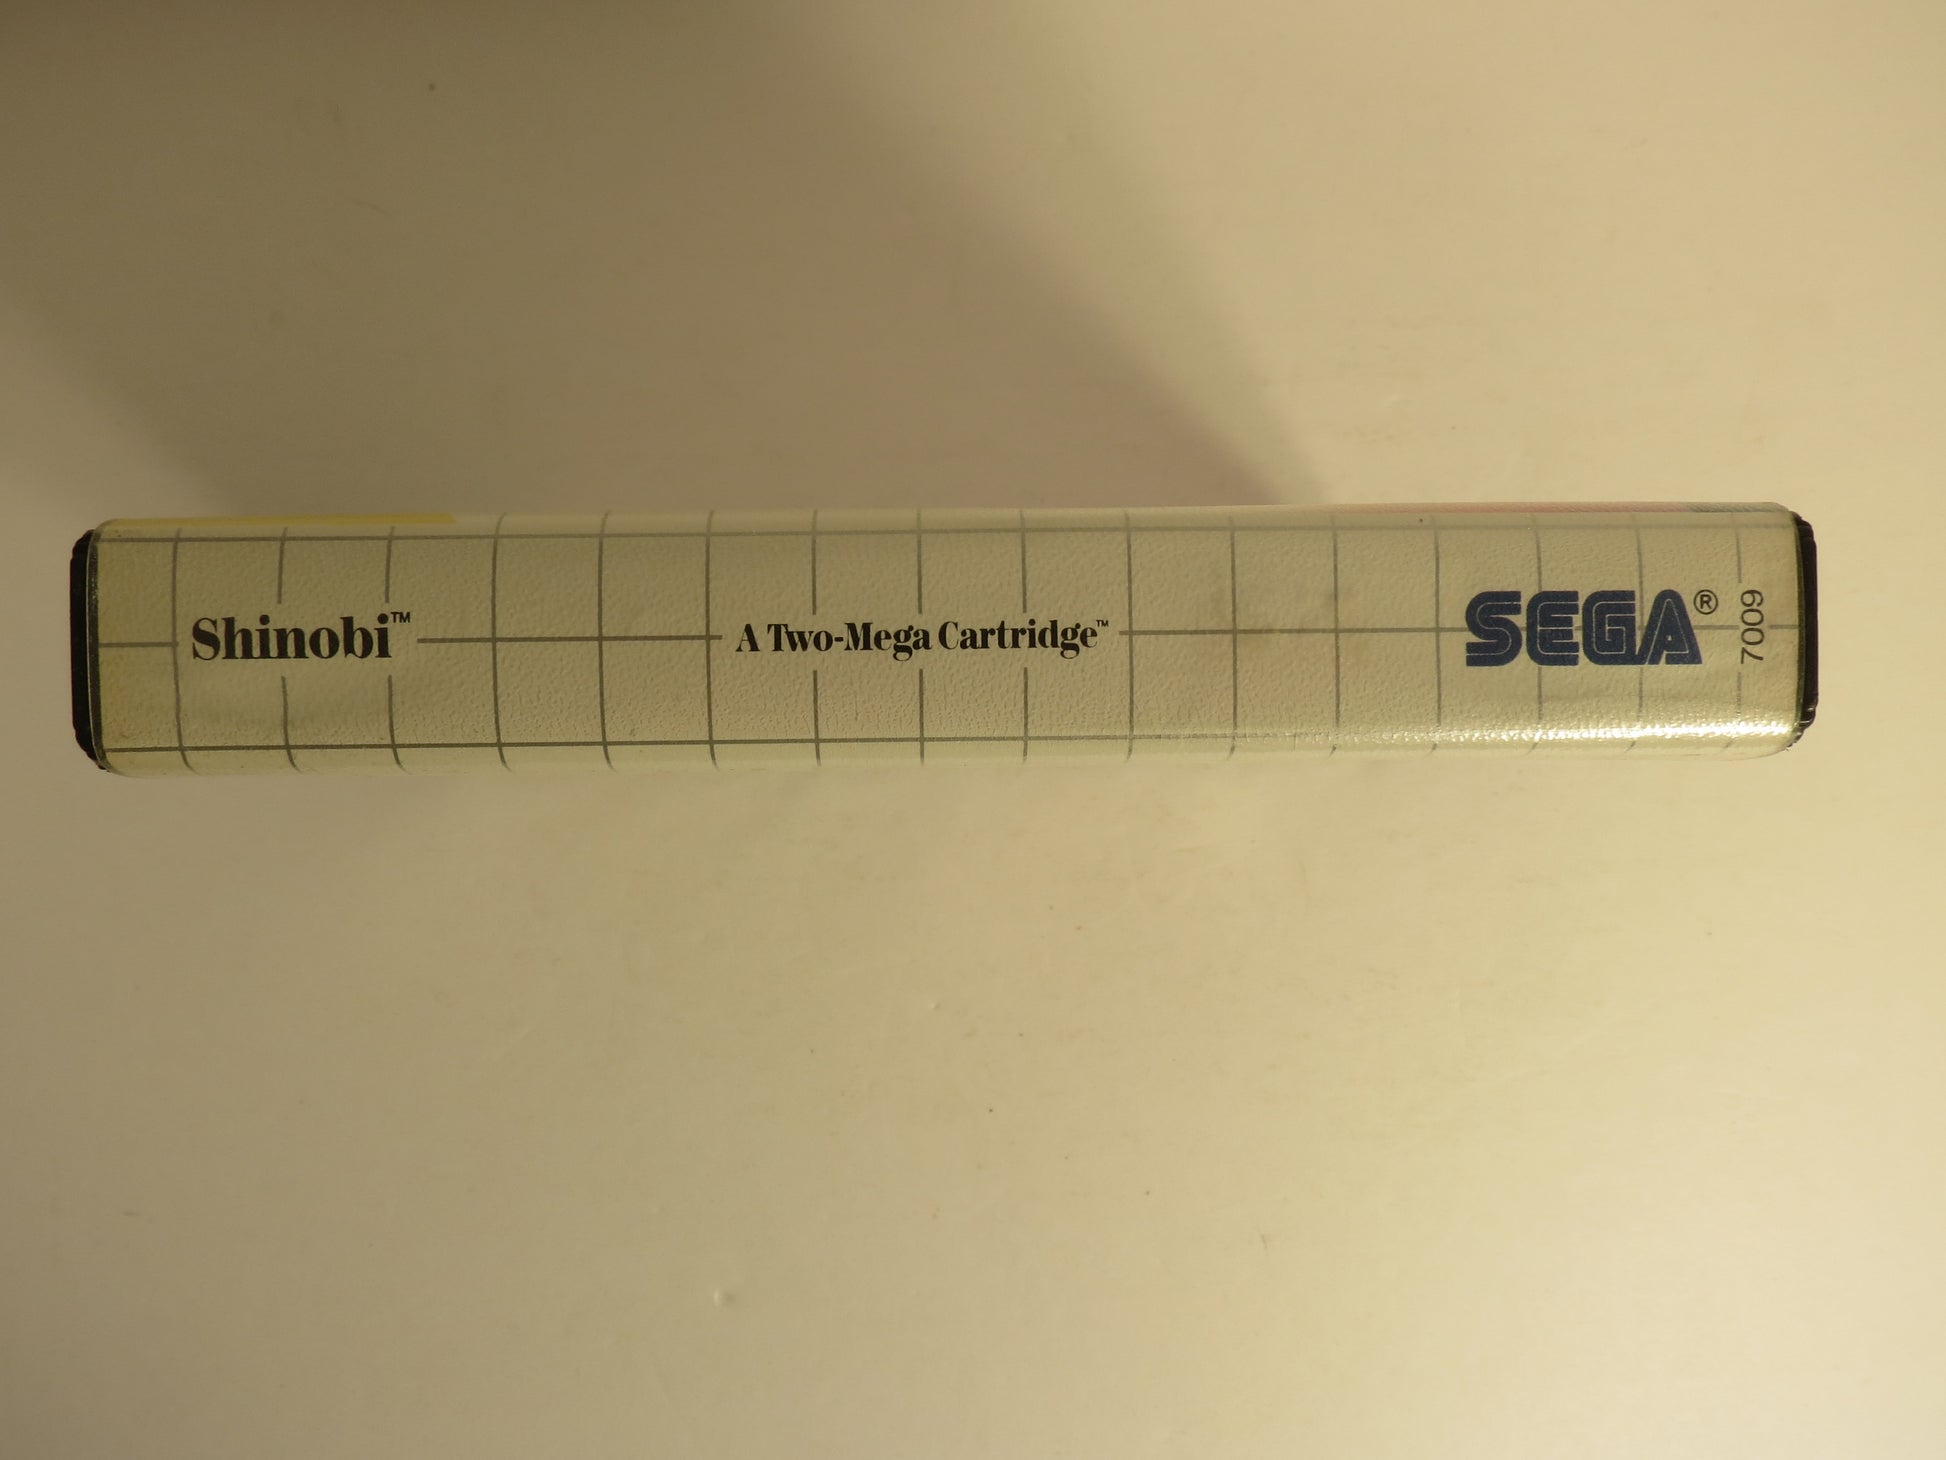 Shinobi™
A Two-Mega Cartridge™
SEGA®
7009